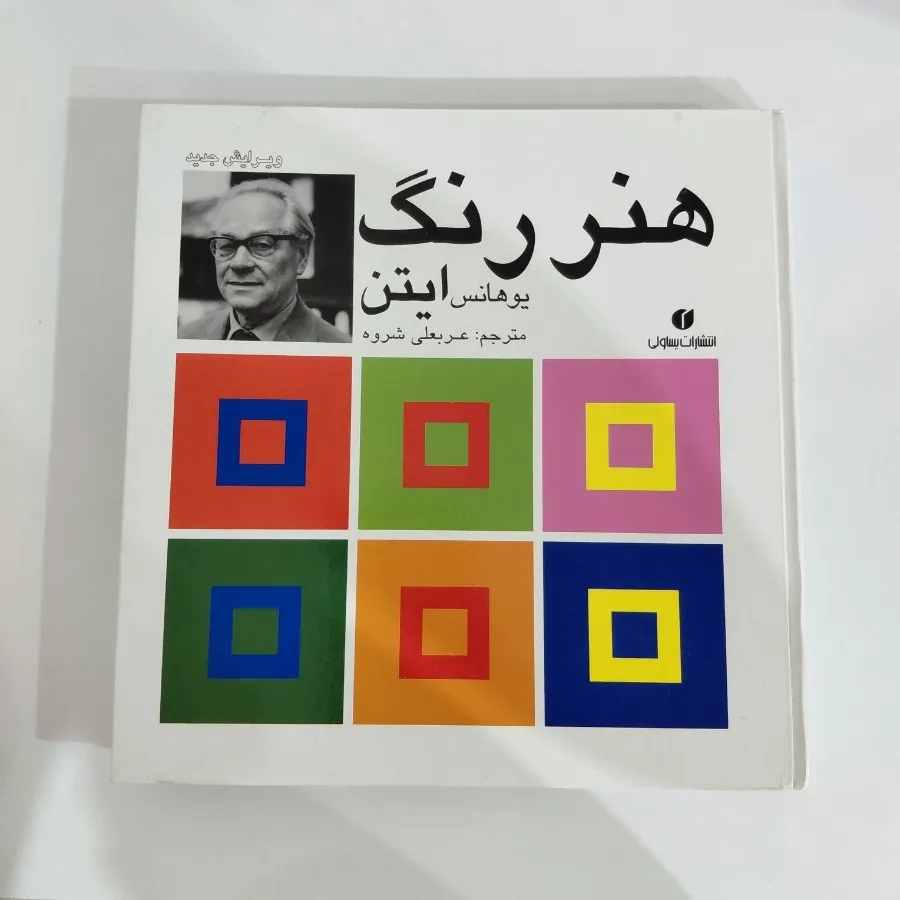 ویرایش جدید
هنر رنگ
یوهانس ایتن
مترجم: عربعلی شروه
انتشارات یساولی